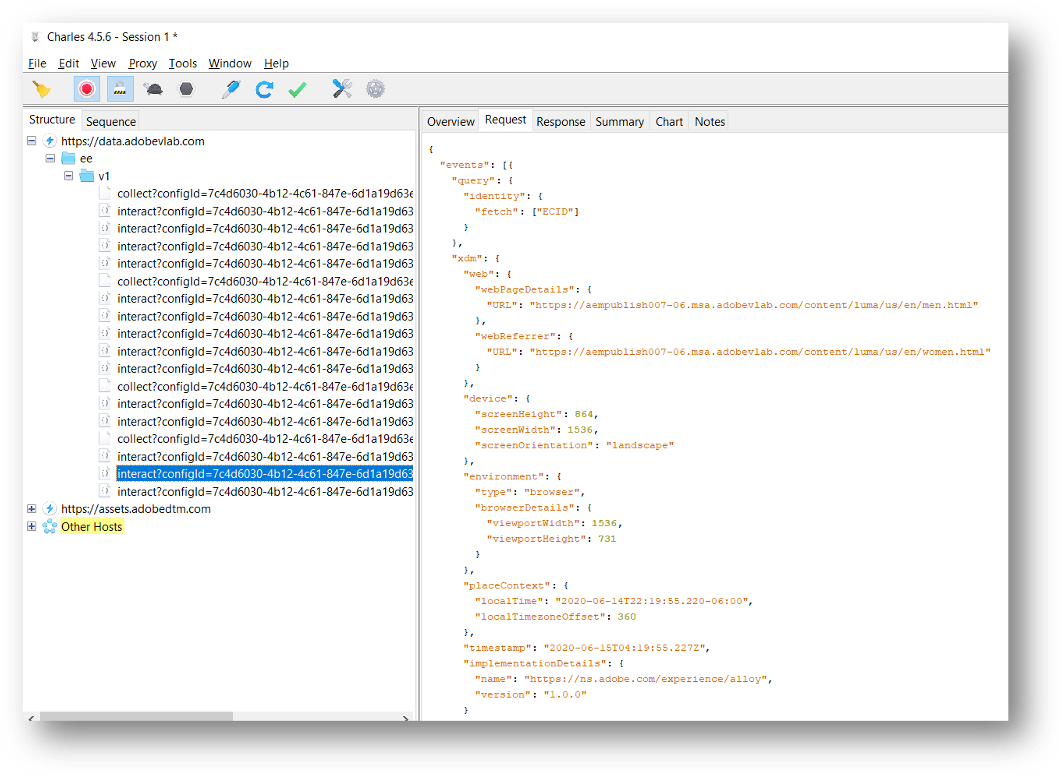 Charles 4.5.6 - Session 1 *
File Edit View Proxy Tools Window Help
Structure Sequence
https://data.adobevlab.com
ee
v1
collect?configId=7c4d6030-4b12-4c61-847e-6d1a19d63e
interact?configId=7c4d6030-4b12-4c61-847e-6d1a19d63
interact?configId=7c4d6030-4b12-4c61-847e-6d1a19d63
interact?configId=7c4d6030-4b12-4c61-847e-6d1a19d63
interact?configId=7c4d6030-4b12-4c61-847e-6d1a19d63
collect?configId=7c4d6030-4b12-4c61-847e-6d1a19d63e
interact?configId=7c4d6030-4b12-4c61-847e-6d1a19d63
interact?configId=7c4d6030-4b12-4c61-847e-6d1a19d63
interact?configId=7c4d6030-4b12-4c61-847e-6d1a19d63
interact?configId=7c4d6030-4b12-4c61-847e-6d1a19d63
interact?configId=7c4d6030-4b12-4c61-847e-6d1a19d63
collect?configId=7c4d6030-4b12-4c61-847e-6d1a19d63e
interact?configId=7c4d6030-4b12-4c61-847e-6d1a19d63
interact?configId=7c4d6030-4b12-4c61-847e-6d1a19d63
collect?configId=7c4d6030-4b12-4c61-847e-6d1a19d63e
interact?configId=7c4d6030-4b12-4c61-847e-6d1a19d63
interact?configId=7c4d6030-4b12-4c61-847e-6d1a19d63
interact?configId=7c4d6030-4b12-4c61-847e-6d1a19d63
https://assets.adobedtm.com
Other Hosts
Overview Request Response Summary Chart Notes
{
"events": [{
"query": {
"identity": {
"fetch": ["ECID"]
}
},
"xdm": {
"web": {
"webPageDetails": {
"URL": "https://aempublish007-06.msa.adobevlab.com/content/luma/us/en/men.html"
},
"webReferrer": {
"URL": "https://aempublish007-06.msa.adobevlab.com/content/luma/us/en/women.html"
}
},
"device": {
"screenHeight": 864,
"screenWidth": 1536,
"screenOrientation": "landscape"
},
"environment": {
"type": "browser",
"browserDetails": {
"viewportWidth": 1536,
"viewportHeight": 731
}
},
"placeContext": {
"localTime": "2020-06-14T22:19:55.220-06:00",
"localTimezoneOffset": 360
},
"timestamp": "2020-06-15T04:19:55.227Z",
"implementationDetails": {
"name": "https://ns.adobe.com/experience/alloy",
"version": "1.0.0"
}